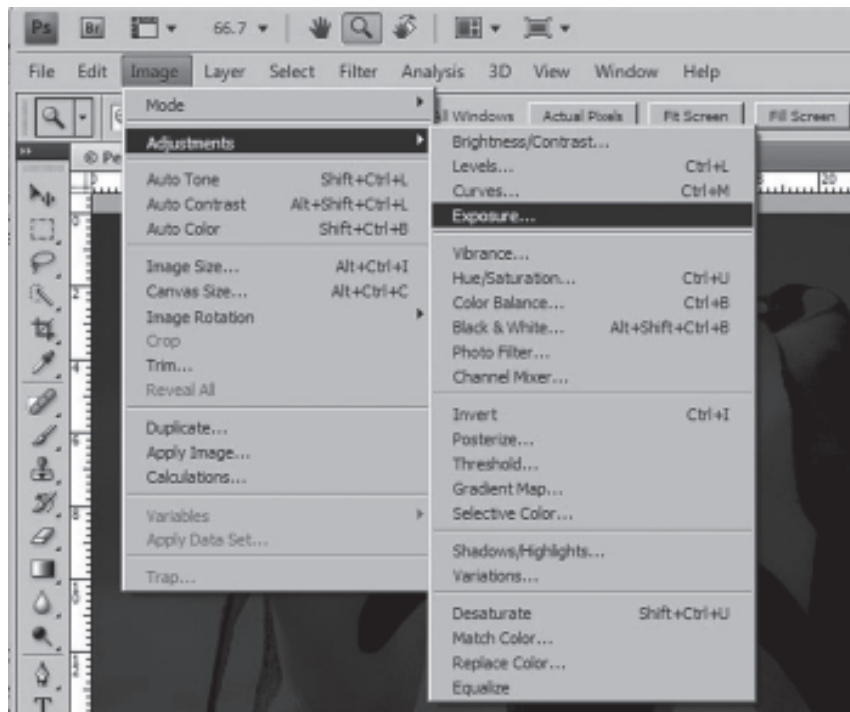 Ps Br 66.7
File Edit Image Layer Select Filter Analysis 3D View Window Help
All Windows Actual Pixels Fit Screen Fill Screen
© Pe
20
Mode
Adjustments
Auto Tone Shift+Ctrl+L
Auto Contrast Alt+Shift+Ctrl+L
Auto Color Shift+Ctrl+B
Image Size... Alt+Ctrl+I
Canvas Size... Alt+Ctrl+C
Image Rotation
Crop
Trim...
Reveal All
Duplicate...
Apply Image...
Calculations...
Variables
Apply Data Set...
Trap...
Brightness/Contrast...
Levels... Ctrl+L
Curves... Ctrl+M
Exposure...
Vibrance...
Hue/Saturation... Ctrl+U
Color Balance... Ctrl+B
Black & White... Alt+Shift+Ctrl+B
Photo Filter...
Channel Mixer...
Invert Ctrl+I
Posterize...
Threshold...
Gradient Map...
Selective Color...
Shadows/Highlights...
Variations...
Desaturate Shift+Ctrl+U
Match Color...
Replace Color...
Equalize
T